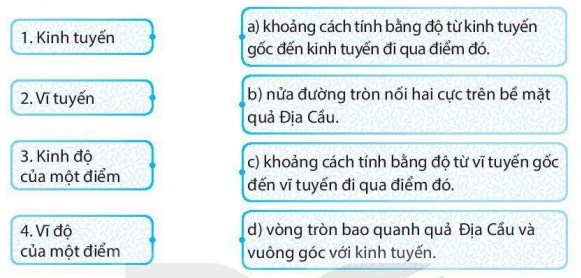 1. Kinh tuyến
a) khoảng cách tính bằng độ từ kinh tuyến
gốc đến kinh tuyến đi qua điểm đó.
2. Vĩ tuyến
b) nửa đường tròn nối hai cực trên bề mặt
quả Địa Cầu.
3. Kinh độ
của một điểm
c) khoảng cách tính bằng độ từ vĩ tuyến gốc
đến vĩ tuyến đi qua điểm đó.
4. Vĩ độ
của một điểm
d) vòng tròn bao quanh quả Địa Cầu và
vuông góc với kinh tuyến.